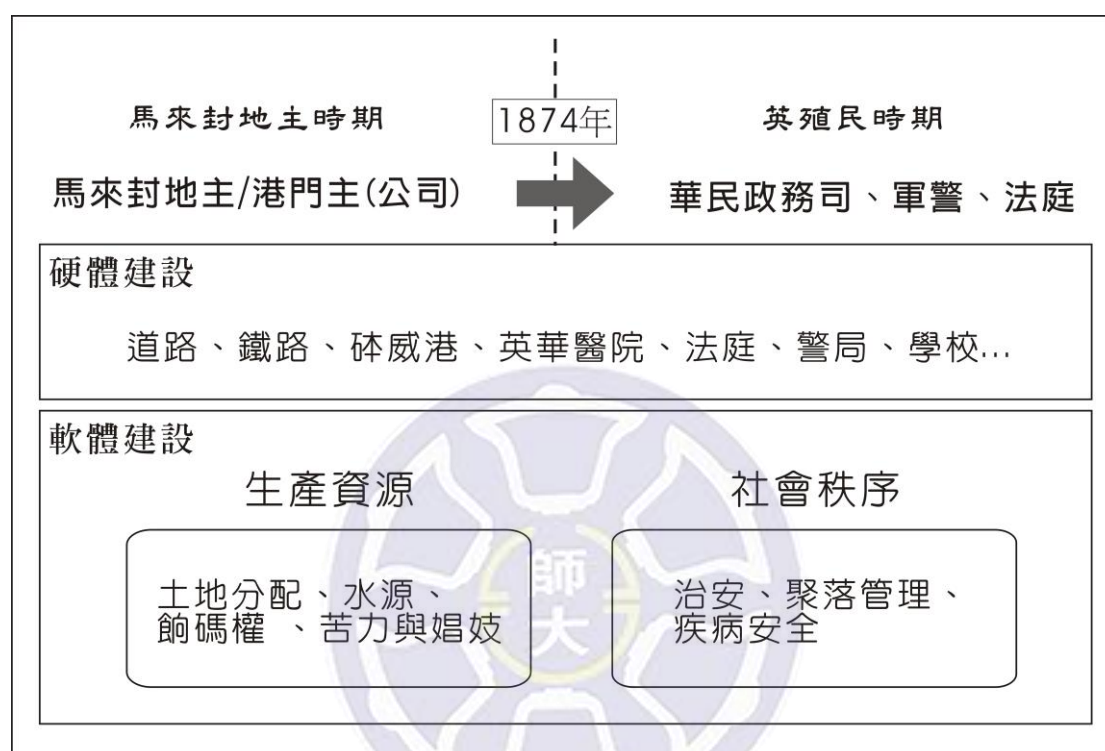 馬來封地主時期
1874年
英殖民時期
馬來封地主/港門主(公司)
華民政務司、軍警、法庭
硬體建設
道路、鐵路、砵威港、英華醫院、法庭、警局、學校...
軟體建設
生產資源
社會秩序
土地分配、水源、
餉碼權 、苦力與娼妓
治安、聚落管理、
疾病安全
師大